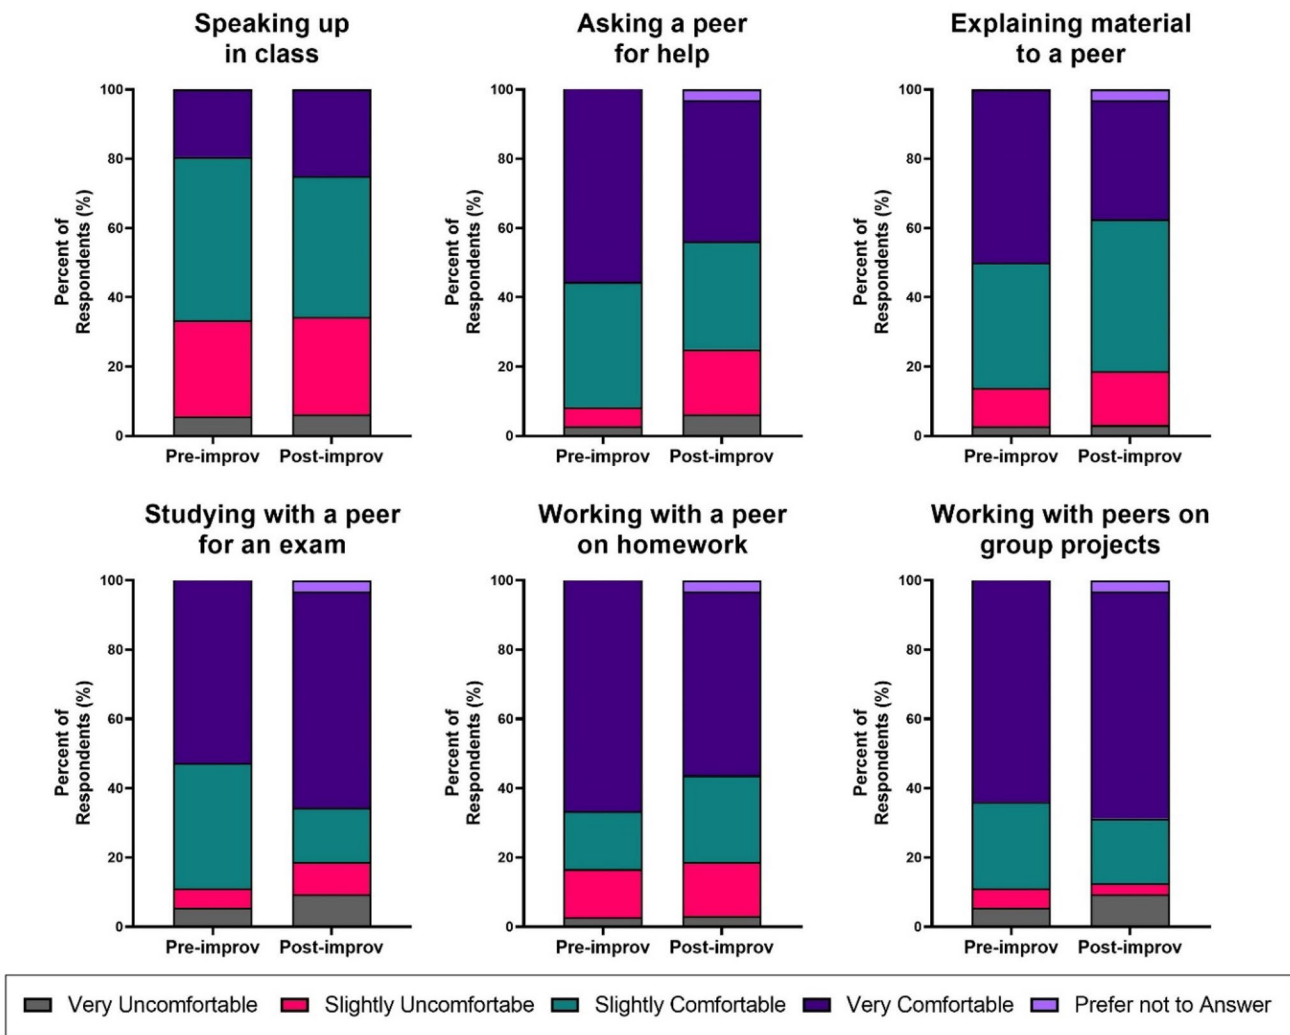 Speaking up
in class
Asking a peer
for help
Explaining material
to a peer
Percent of
Respondents (%)
100
80
60
40
20
0
Pre-improv Post-improv
Percent of
Respondents (%)
100
80
60
40
20
0
Pre-improv Post-improv
Percent of
Respondents (%)
100
80
60
40
20
0
Pre-improv Post-improv
Studying with a peer
for an exam
Working with a peer
on homework
Working with peers on
group projects
Percent of
Respondents (%)
100
80
60
40
20
0
Pre-improv Post-improv
Percent of
Respondents (%)
100
80
60
40
20
0
Pre-improv Post-improv
Percent of
Respondents (%)
100
80
60
40
20
0
Pre-improv Post-improv
Very Uncomfortable Slightly Uncomfortabe Slightly Comfortable Very Comfortable Prefer not to Answer